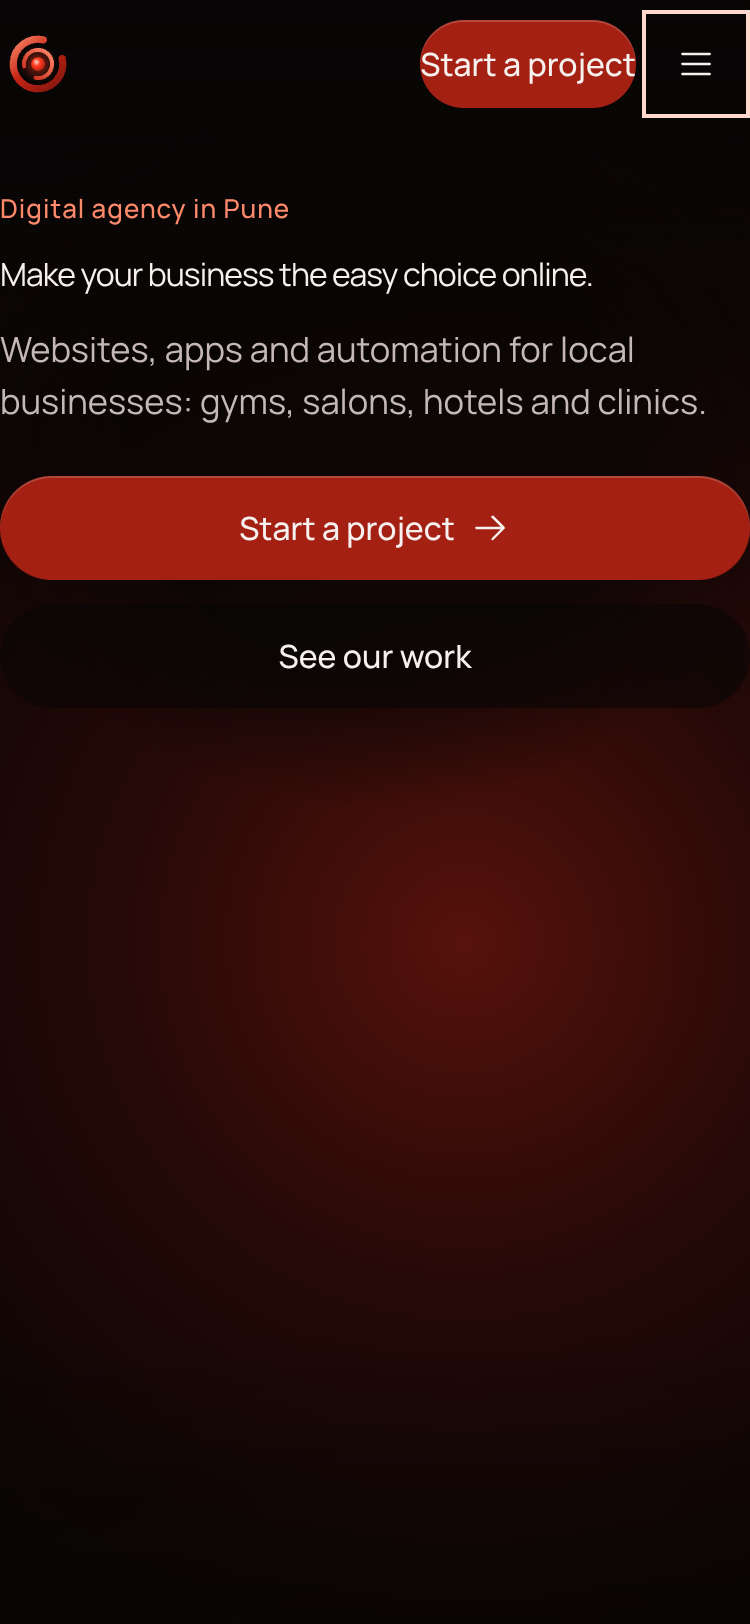 Start a project
Digital agency in Pune
Make your business the easy choice online.
Websites, apps and automation for local
businesses: gyms, salons, hotels and clinics.
Start a project →
See our work